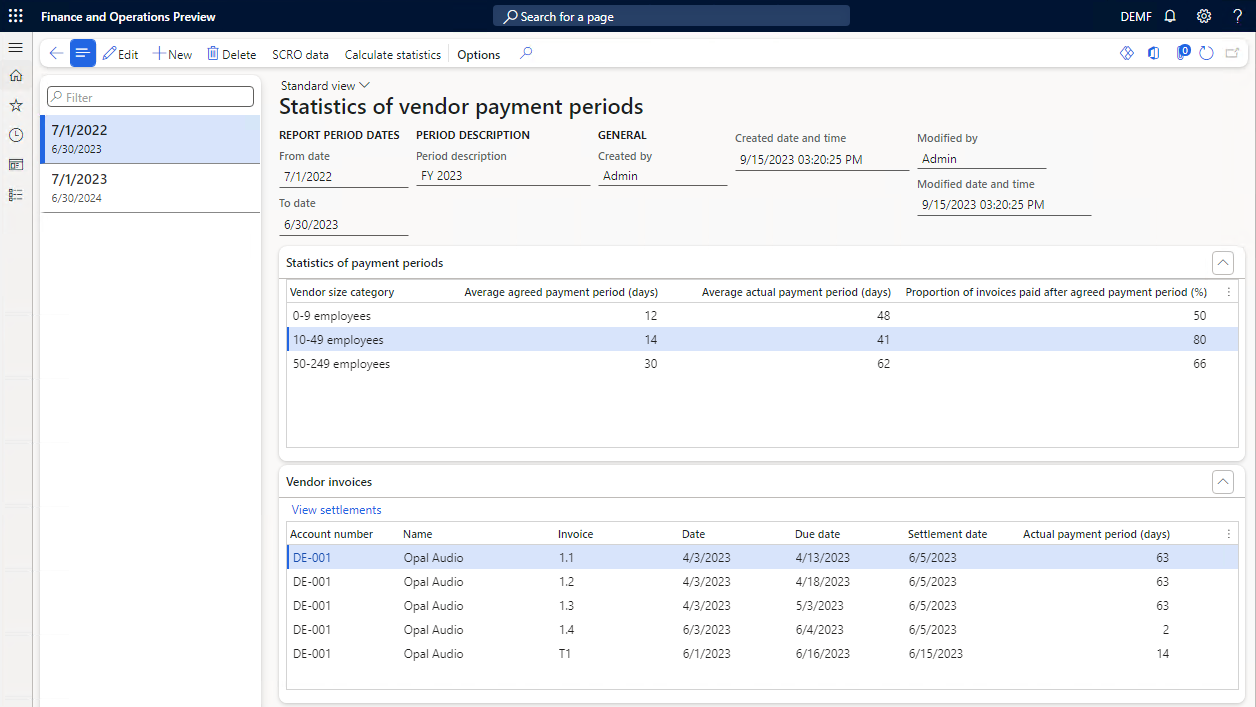 Finance and Operations Preview
Search for a page
DEMF
?
Edit
New
Delete
SCRO data
Calculate statistics
Options
0
Filter
7/1/2022
6/30/2023
7/1/2023
6/30/2024
Standard view
Statistics of vendor payment periods
REPORT PERIOD DATES
From date
7/1/2022
To date
6/30/2023
PERIOD DESCRIPTION
Period description
FY 2023
GENERAL
Created by
Admin
Created date and time
9/15/2023 03:20:25 PM
Modified by
Admin
Modified date and time
9/15/2023 03:20:25 PM
Statistics of payment periods
Vendor size category Average agreed payment period (days) Average actual payment period (days) Proportion of invoices paid after agreed payment period (%)
0-9 employees 12 48 50
10-49 employees 14 41 80
50-249 employees 30 62 66
Vendor invoices
View settlements
Account number Name Invoice Date Due date Settlement date Actual payment period (days)
DE-001 Opal Audio 1.1 4/3/2023 4/13/2023 6/5/2023 63
DE-001 Opal Audio 1.2 4/3/2023 4/18/2023 6/5/2023 63
DE-001 Opal Audio 1.3 4/3/2023 5/3/2023 6/5/2023 63
DE-001 Opal Audio 1.4 6/3/2023 6/4/2023 6/5/2023 2
DE-001 Opal Audio T1 6/1/2023 6/16/2023 6/15/2023 14